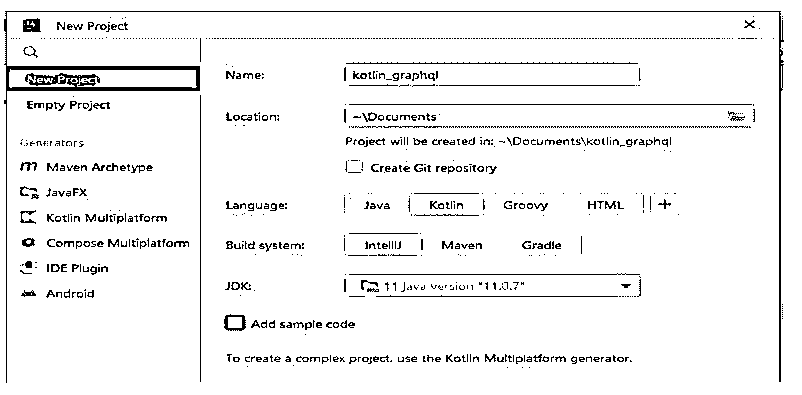 New Project
New Project
Empty Project
Generators
Maven Archetype
JavaFX
Kotlin Multiplatform
Compose Multiplatform
IDE Plugin
Android
Name: kotlin_graphql
Location: ~\Documents
Project will be created in: ~\Documents\kotlin_graphql
Create Git repository
Language: Java Kotlin Groovy HTML +
Build system: IntelliJ Maven Gradle
JDK: 11 Java version "11.0.7"
Add sample code
To create a complex project, use the Kotlin Multiplatform generator.